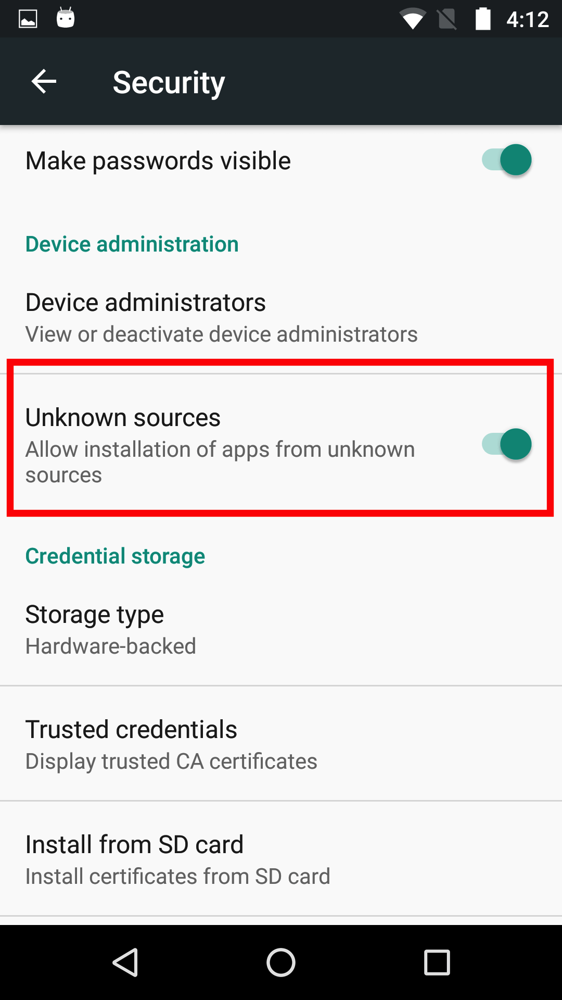 4:12
Security
Make passwords visible
Device administration
Device administrators
View or deactivate device administrators
Unknown sources
Allow installation of apps from unknown
sources
Credential storage
Storage type
Hardware-backed
Trusted credentials
Display trusted CA certificates
Install from SD card
Install certificates from SD card